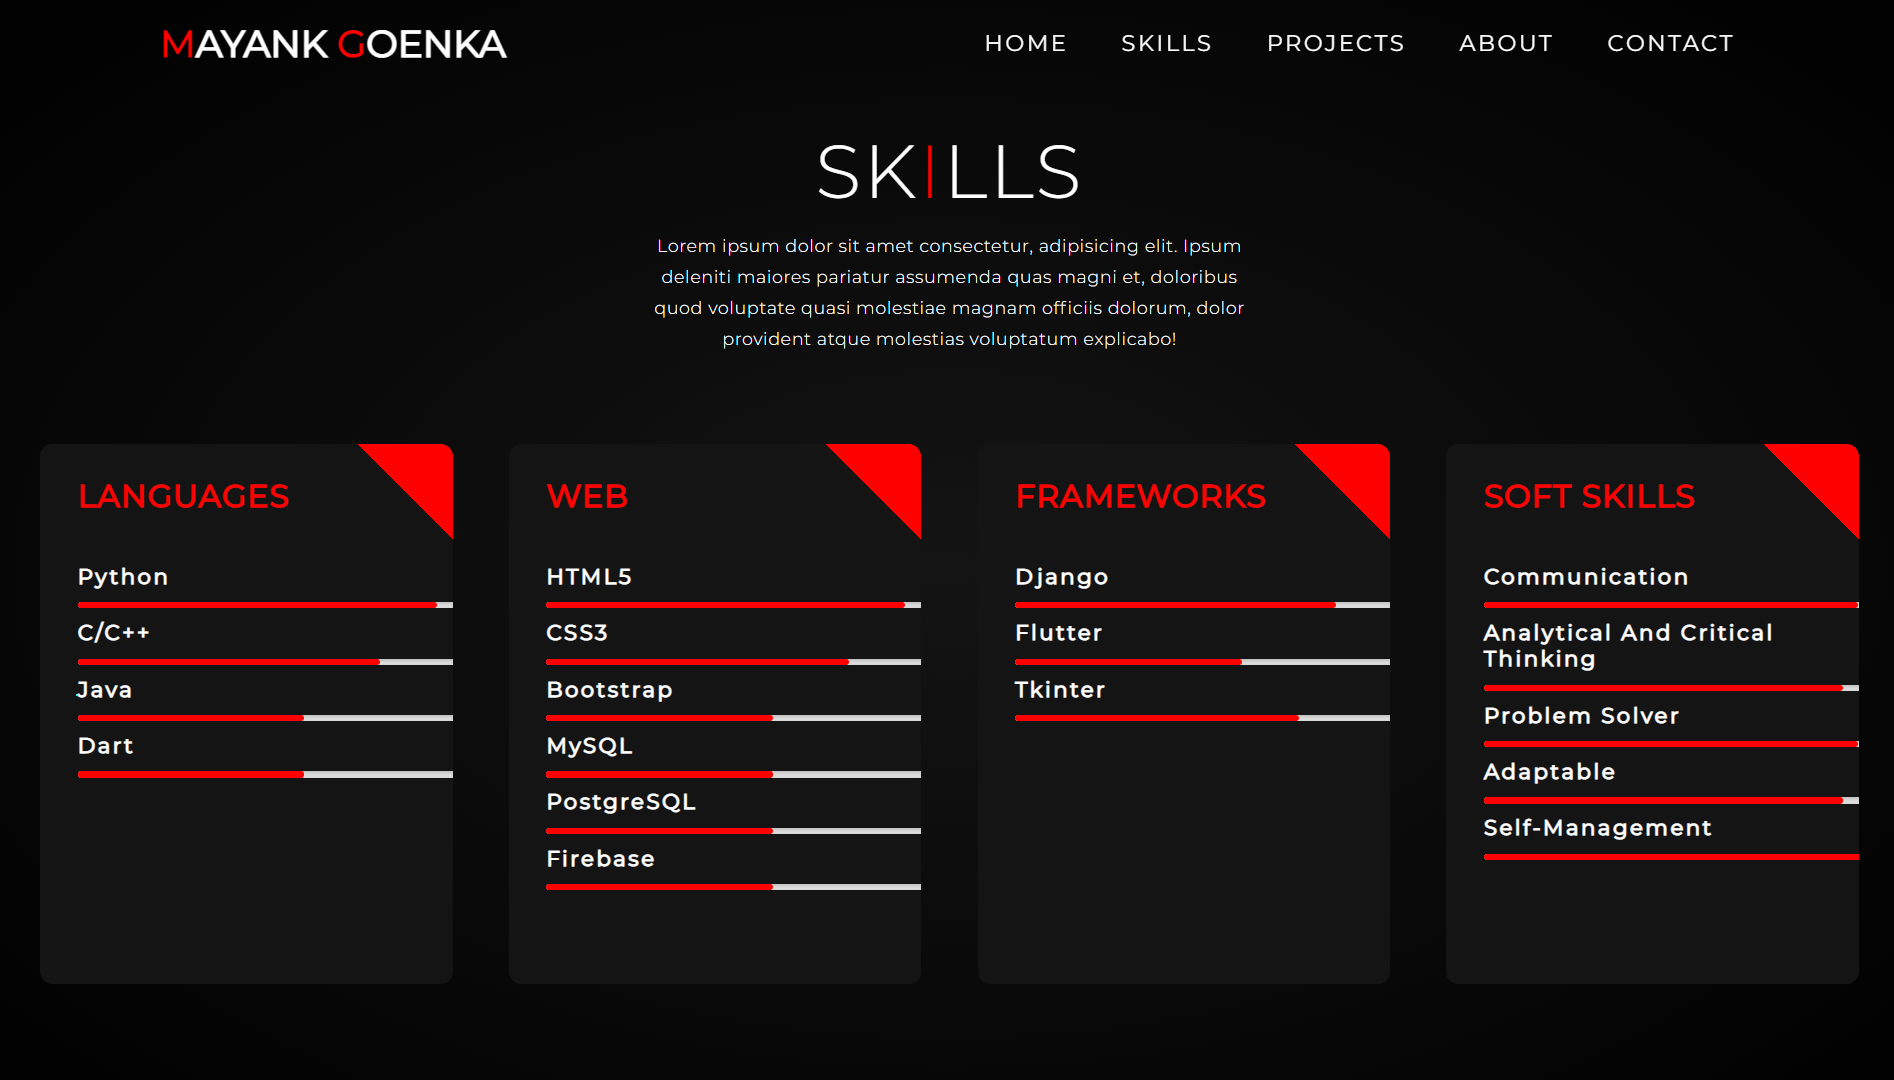 MAYANK GOENKA
HOME SKILLS PROJECTS ABOUT CONTACT
SKILLS
Lorem ipsum dolor sit amet consectetur, adipisicing elit. Ipsum
deleniti maiores pariatur assumenda quas magni et, doloribus
quod voluptate quasi molestiae magnam officiis dolorum, dolor
provident atque molestias voluptatum explicabo!
LANGUAGES
Python
C/C++
Java
Dart
WEB
HTML5
CSS3
Bootstrap
MySQL
PostgreSQL
Firebase
FRAMEWORKS
Django
Flutter
Tkinter
SOFT SKILLS
Communication
Analytical And Critical
Thinking
Problem Solver
Adaptable
Self-Management